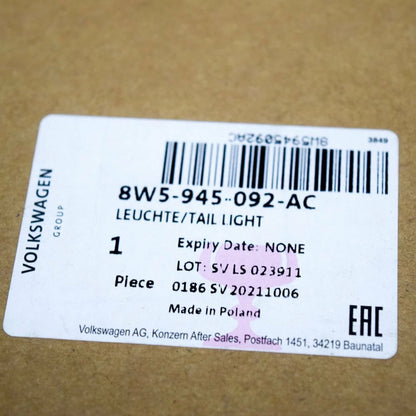 VOLKSWAGEN
GROUP
8W5945092AC
3849
8W5-945-092-AC
LEUCHTE/TAIL LIGHT
1
Piece
Expiry Date: NONE
LOT: SV LS 023911
0186 SV 20211006
Made in Poland
EAC
Volkswagen AG, Konzern After Sales, Postfach 1451, 34219 Baunatal